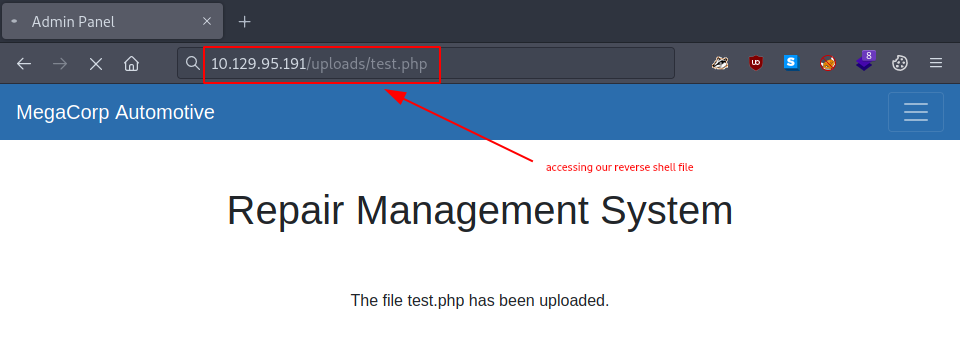 Admin Panel
10.129.95.191/uploads/test.php
8
MegaCorp Automotive
accessing our reverse shell file
Repair Management System
The file test.php has been uploaded.